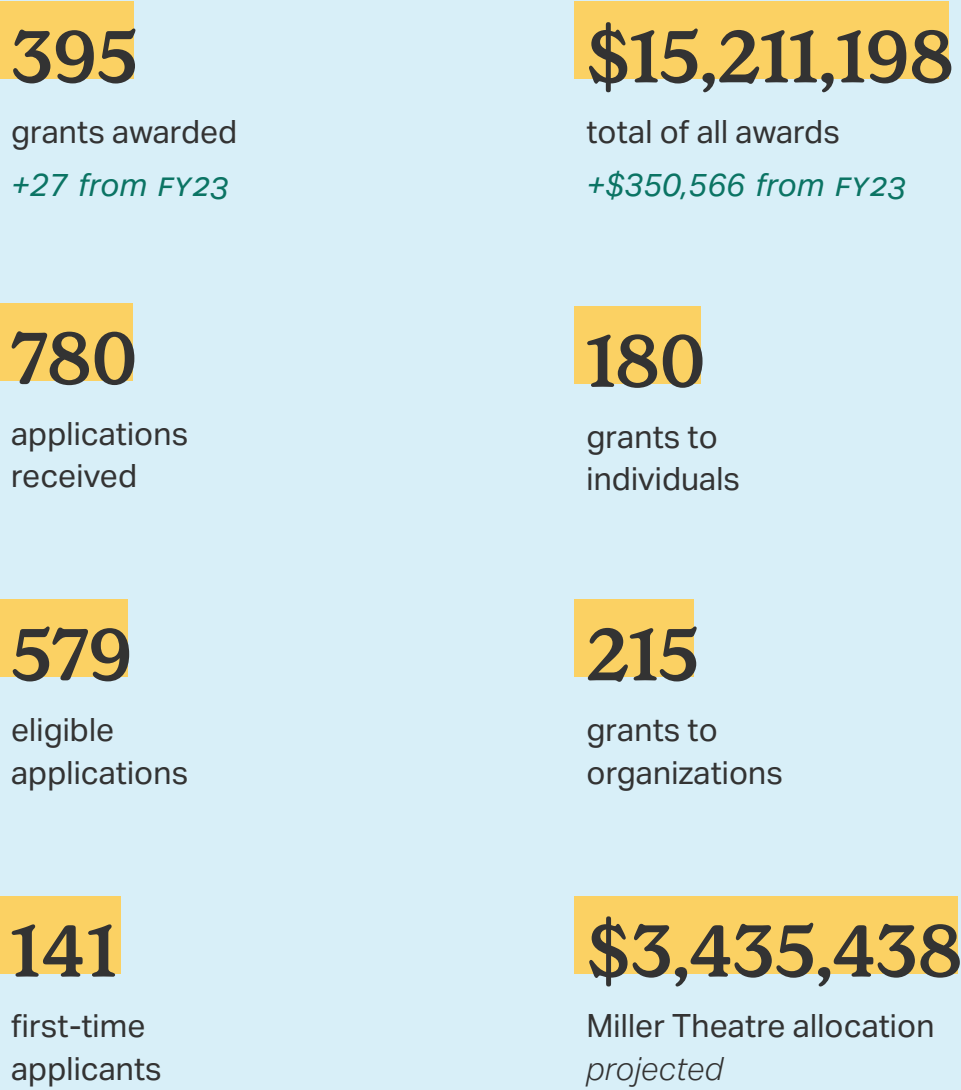 395
grants awarded
+27 from FY23
$15,211,198
total of all awards
+$350,566 from FY23
780
applications
received
180
grants to
individuals
579
eligible
applications
215
grants to
organizations
141
first-time
applicants
$3,435,438
Miller Theatre allocation
projected